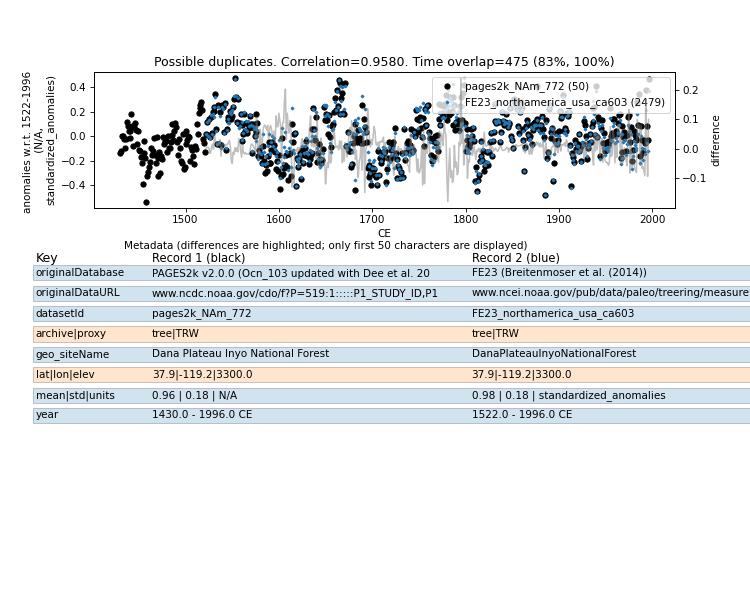 Possible duplicates. Correlation=0.9580. Time overlap=475 (83%, 100%)
anomalies w.r.t. 1522-1996
(N/A,
standardized_anomalies)
0.4
0.2
0.0
−0.2
−0.4
pages2k_NAm_772 (50)
FE23_northamerica_usa_ca603 (2479)
0.2
0.1
0.0
−0.1
difference
1500 1600 1700 1800 1900 2000
CE
Metadata (differences are highlighted; only first 50 characters are displayed)
Key Record 1 (black) Record 2 (blue)
originalDatabase PAGES2k v2.0.0 (Ocn_103 updated with Dee et al. 20 FE23 (Breitenmoser et al. (2014))
originalDataURL www.ncdc.noaa.gov/cdo/f?P=519:1:::::P1_STUDY_ID,P1 www.ncei.noaa.gov/pub/data/paleo/treering/measure
datasetId pages2k_NAm_772 FE23_northamerica_usa_ca603
archive|proxy tree|TRW tree|TRW
geo_siteName Dana Plateau Inyo National Forest DanaPlateauInyoNationalForest
lat|lon|elev 37.9|-119.2|3300.0 37.9|-119.2|3300.0
mean|std|units 0.96 | 0.18 | N/A 0.98 | 0.18 | standardized_anomalies
year 1430.0 - 1996.0 CE 1522.0 - 1996.0 CE